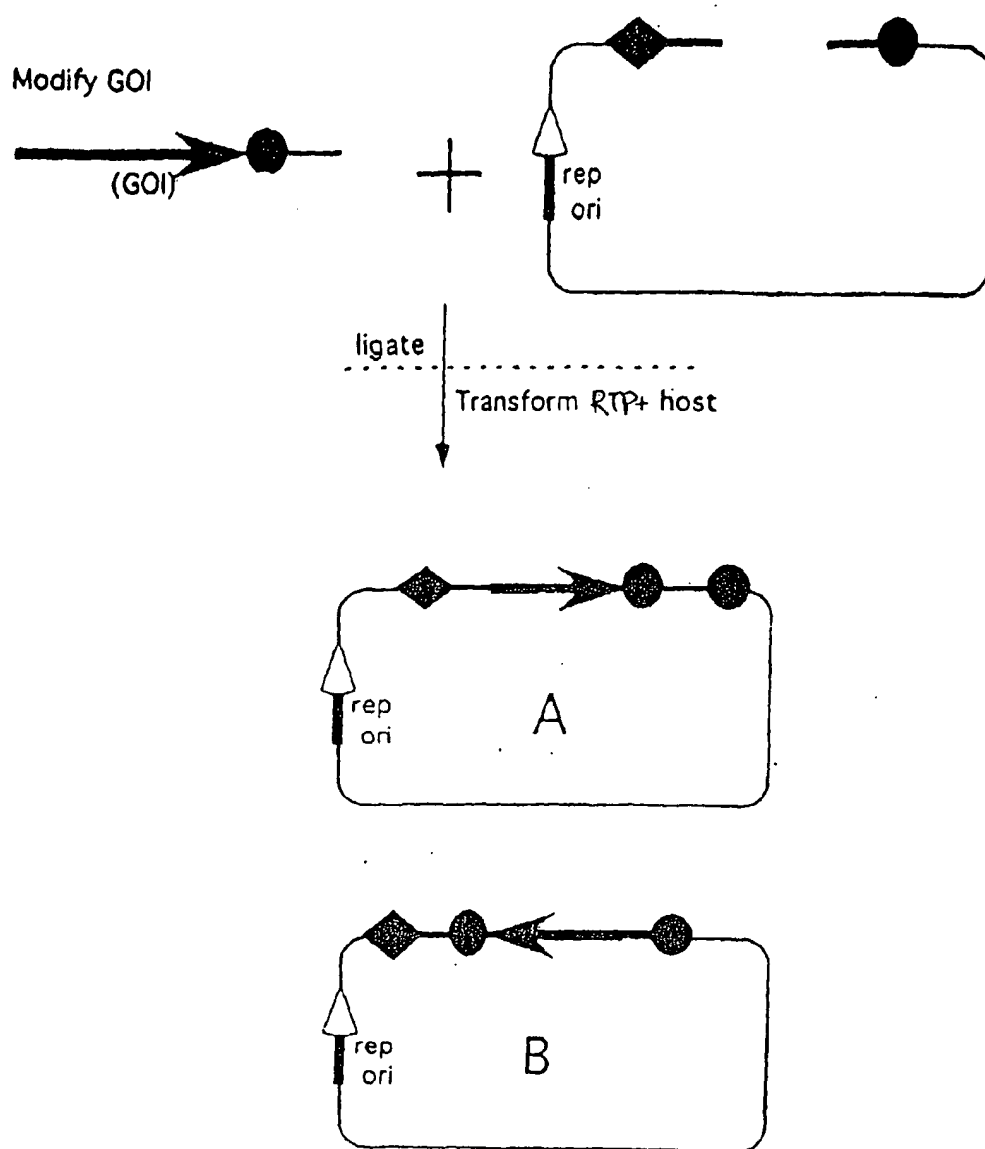 Modify GOI
(GOI)
rep
ori
ligate
Transform RTP+ host
rep
ori
A
rep
ori
B